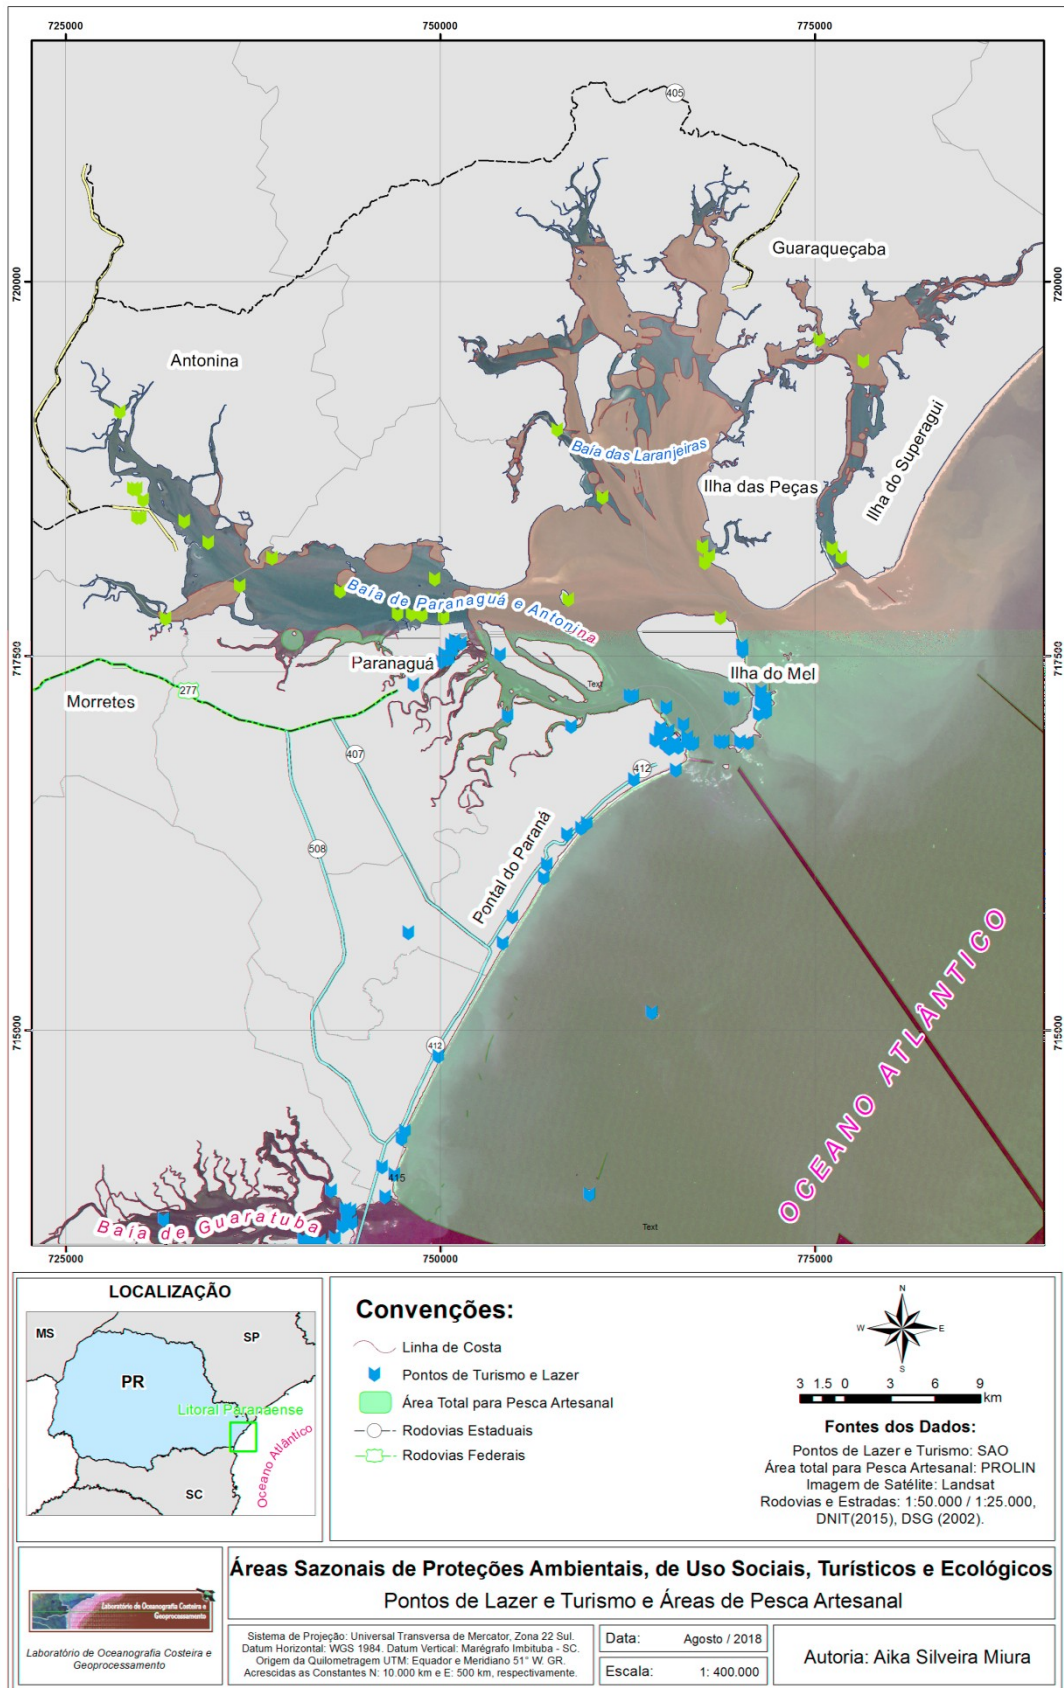 725000
750000
775000
405
Guaraqueçaba
720000
720000
Antonina
Baía das Laranjeiras
Ilha das Peças
Ilha do Superagui
Baía de Paranaguá e Antonina
717500
717500
Paranaguá
Ilha do Mel
Text
277
Morretes
407
412
508
Pontal do Paraná
OCEANO ATLÂNTICO
715000
715000
412
415
Baía de Guaratuba
Text
725000
750000
775000
LOCALIZAÇÃO
MS
SP
PR
Litoral Paranaense
Oceano Atlântico
SC
Convenções:
Linha de Costa
Pontos de Turismo e Lazer
Área Total para Pesca Artesanal
Rodovias Estaduais
Rodovias Federais
N
W
E
S
3 1.5 0 3 6 9
km
Fontes dos Dados:
Pontos de Lazer e Turismo: SAO
Área total para Pesca Artesanal: PROLIN
Imagem de Satélite: Landsat
Rodovias e Estradas: 1:50.000 / 1:25.000,
DNIT(2015), DSG (2002).
Laboratório de Oceanografia Costeira e
Geoprocessamento
Laboratório de Oceanografia Costeira e
Geoprocessamento
Áreas Sazonais de Proteções Ambientais, de Uso Sociais, Turísticos e Ecológicos
Pontos de Lazer e Turismo e Áreas de Pesca Artesanal
Sistema de Projeção: Universal Transversa de Mercator, Zona 22 Sul.
Datum Horizontal: WGS 1984. Datum Vertical: Marégrafo Imbituba - SC.
Origem da Quilometragem UTM: Equador e Meridiano 51° W. GR.
Acrescidas as Constantes N: 10.000 km e E: 500 km, respectivamente.
Data: Agosto / 2018
Escala: 1: 400.000
Autoria: Aika Silveira Miura